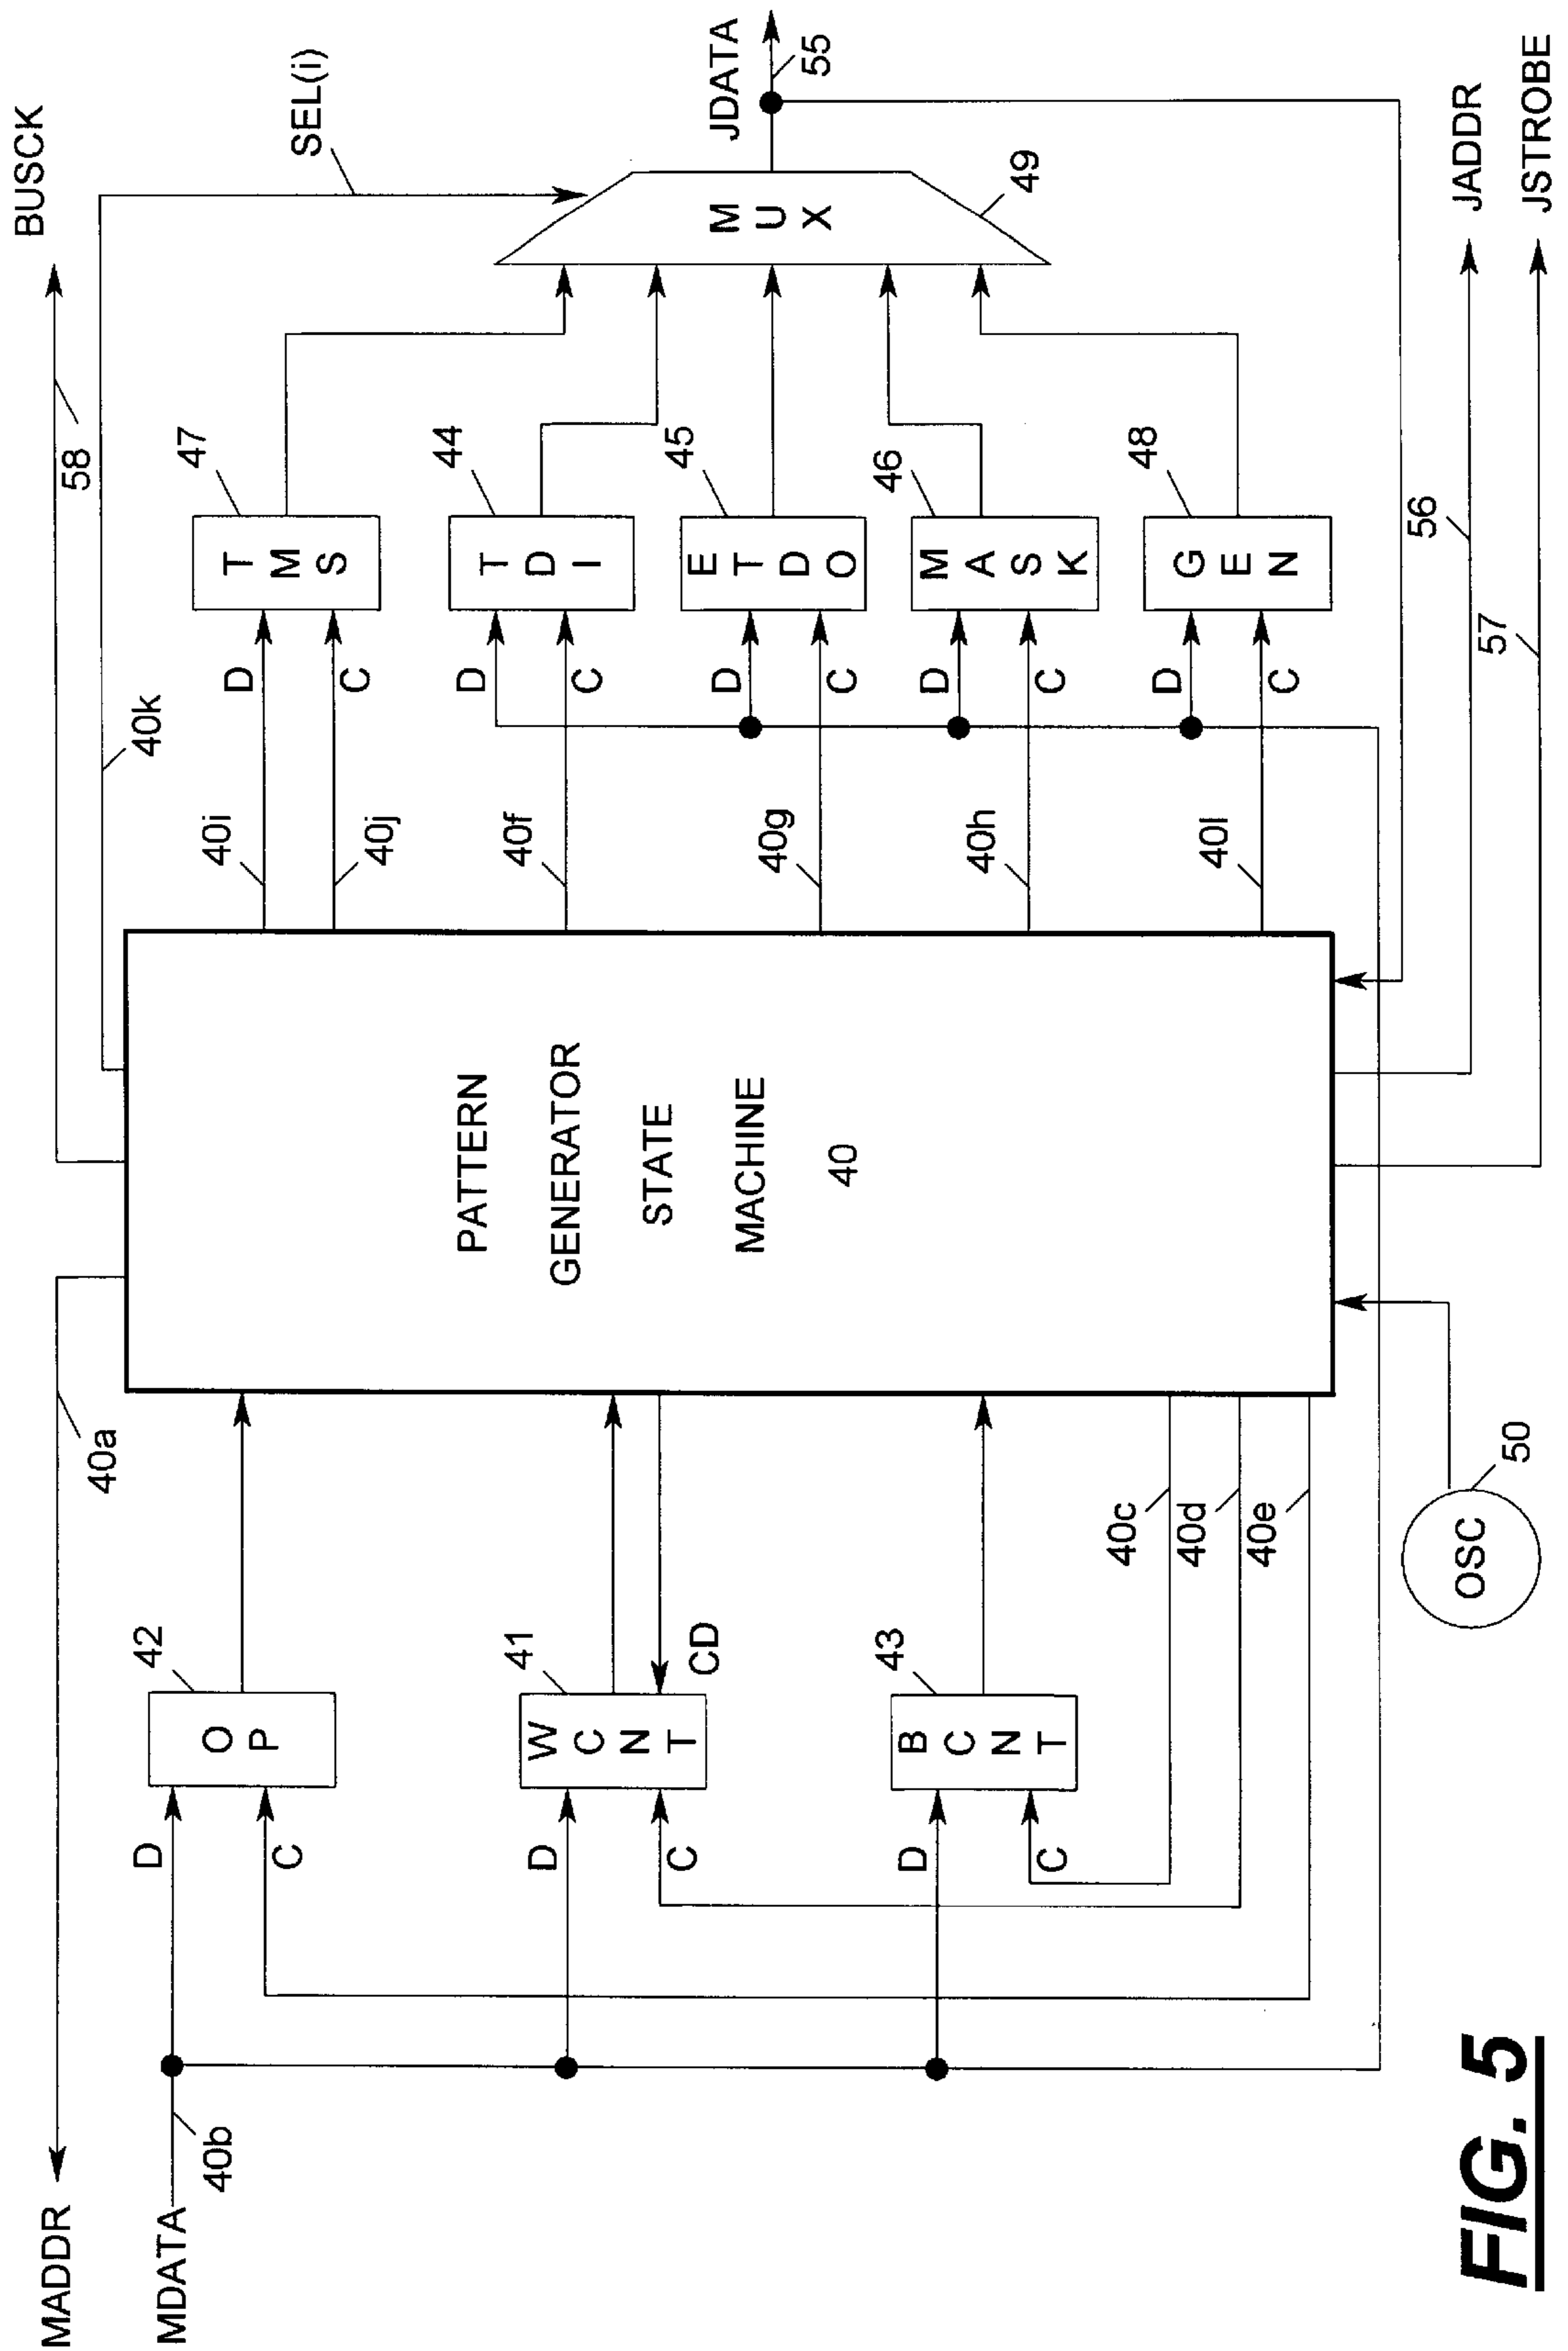 MADDR
40a
58
BUSCK
MDATA
40b
40k
SEL(i)
D
C
OP
42
40i
40j
D
C
TMS
47
D
C
WCNT
41
CD
40f
D
C
TDI
44
PATTERN
GENERATOR
STATE
MACHINE
40
40g
D
C
ETDO
45
MUX
49
JDATA
55
D
C
BCNT
43
40h
D
C
MASK
46
40c
40d
40e
40l
D
C
GEN
48
OSC
50
56
JADDR
57
JSTROBE
FIG. 5